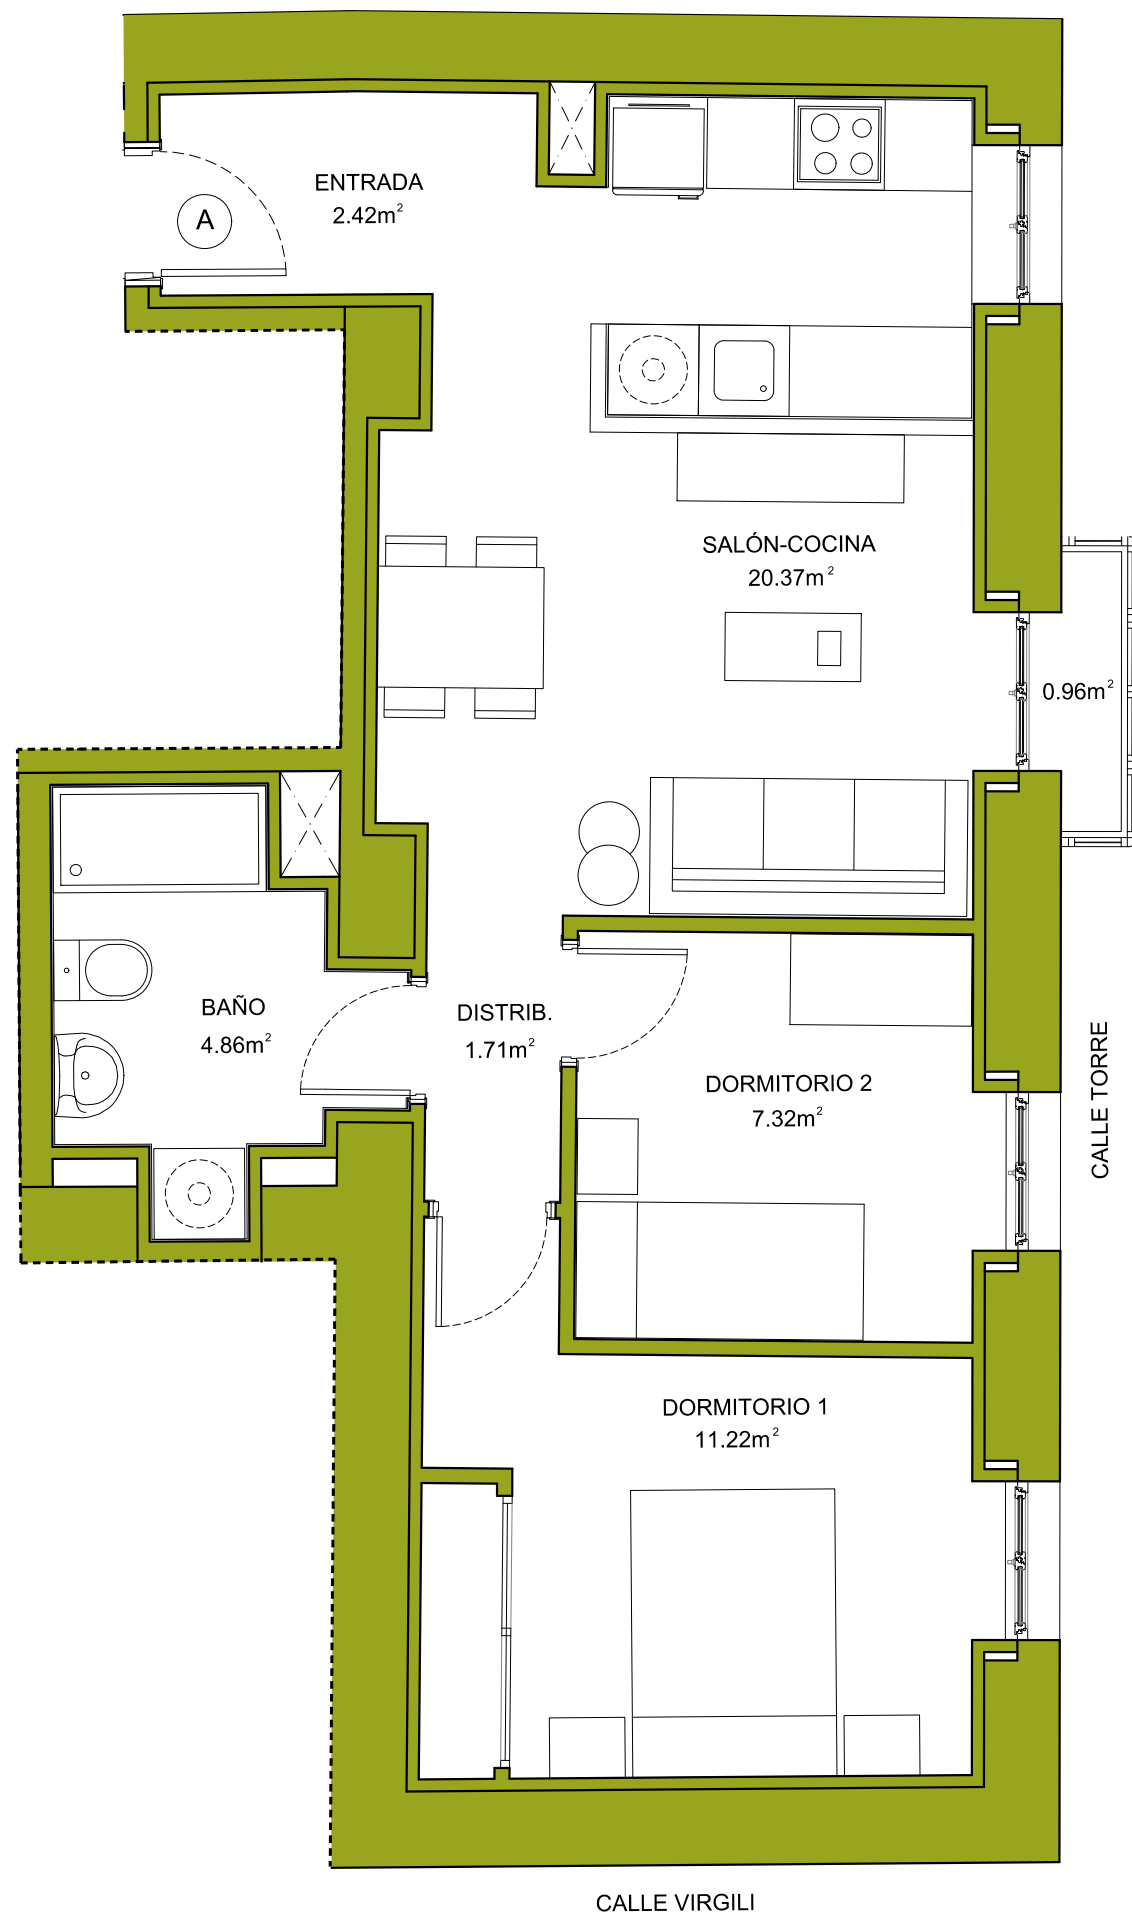 ENTRADA
2.42m²
A
SALÓN-COCINA
20.37m²
0.96m²
BAÑO
4.86m²
DISTRIB.
1.71m²
DORMITORIO 2
7.32m²
CALLE TORRE
DORMITORIO 1
11.22m²
CALLE VIRGILI